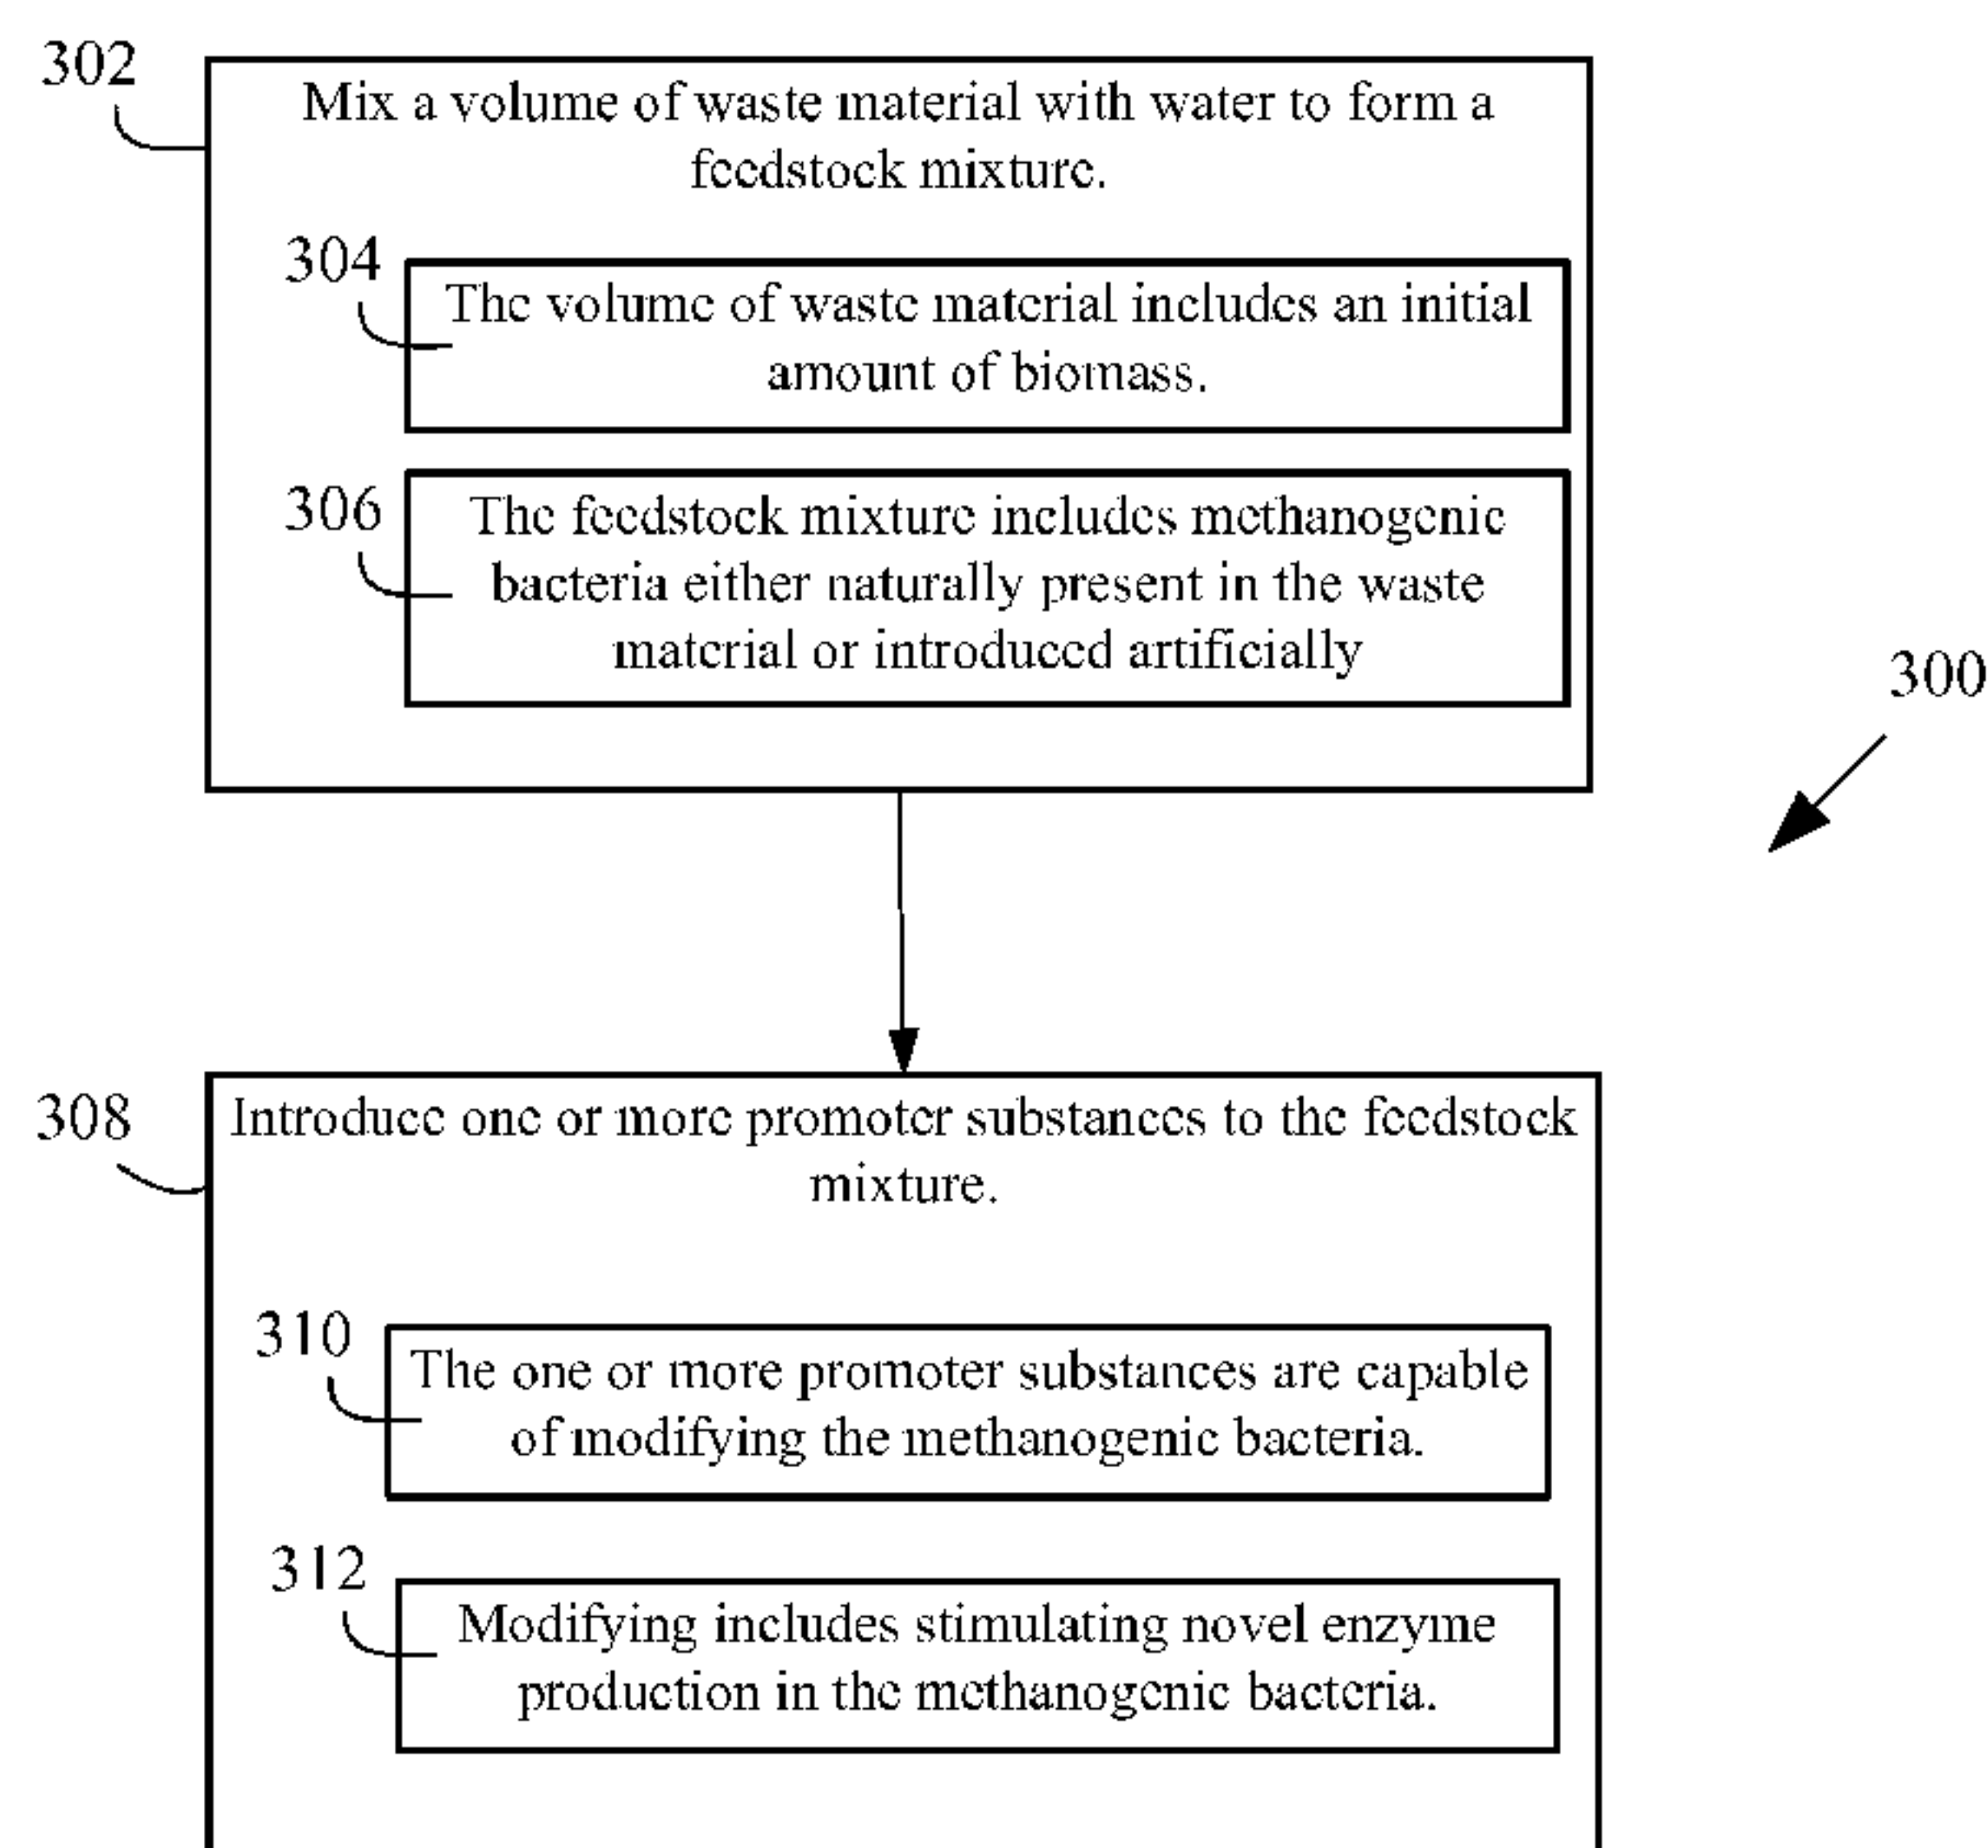 302
Mix a volume of waste material with water to form a
feedstock mixture.
304
The volume of waste material includes an initial
amount of biomass.
306
The feedstock mixture includes methanogenic
bacteria either naturally present in the waste
material or introduced artificially
300
308
Introduce one or more promoter substances to the feedstock
mixture.
310
The one or more promoter substances are capable
of modifying the methanogenic bacteria.
312
Modifying includes stimulating novel enzyme
production in the methanogenic bacteria.